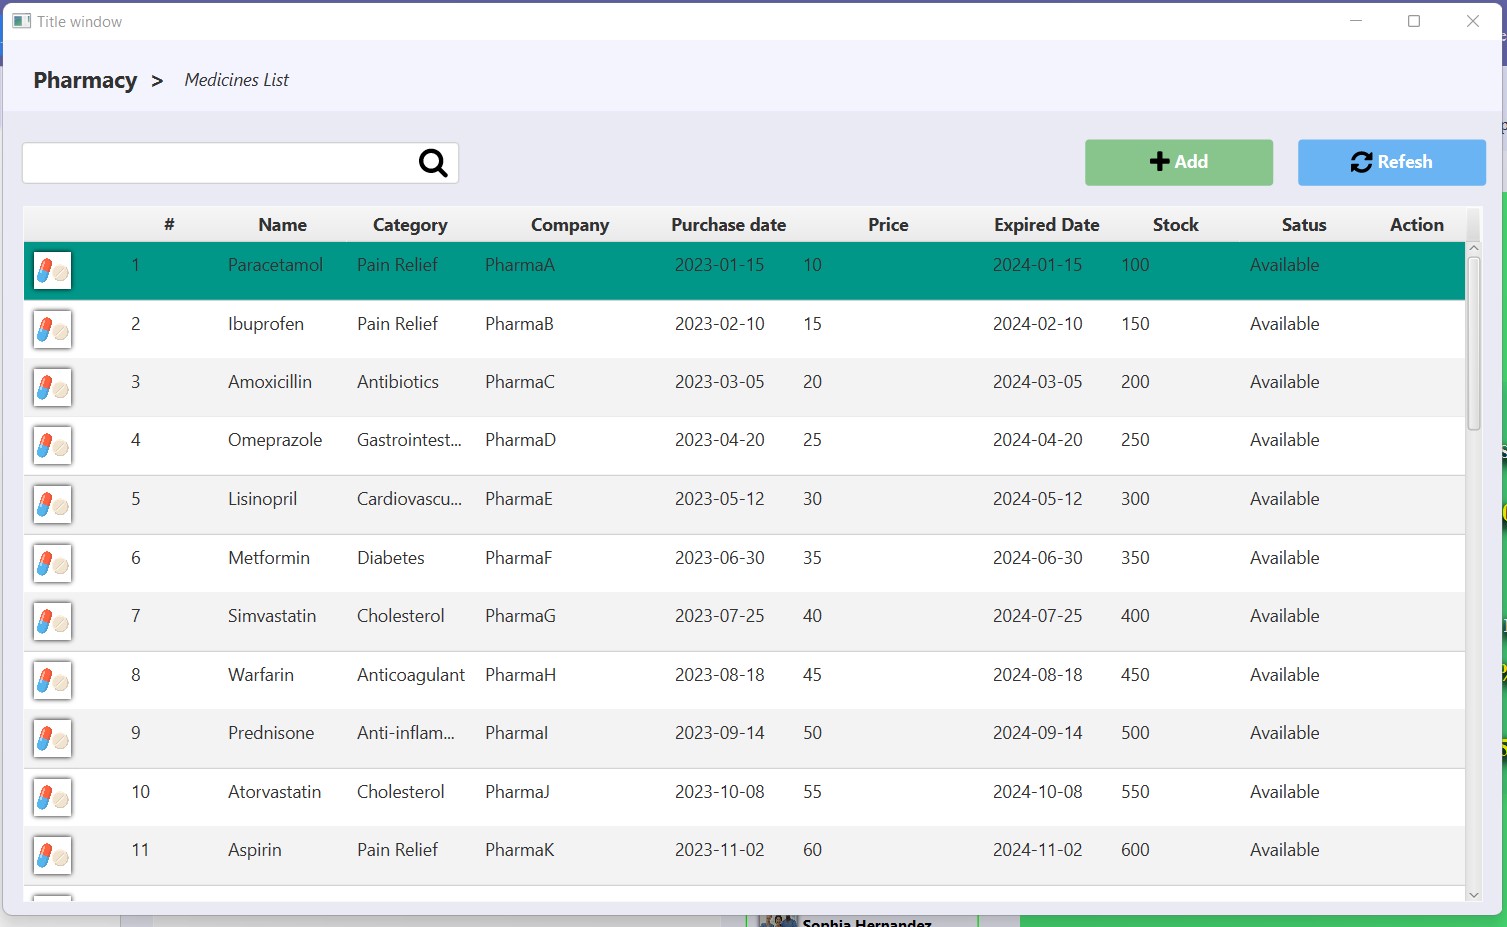 Title window
Pharmacy > Medicines List
Add Refesh
# Name Category Company Purchase date Price Expired Date Stock Satus Action
1 Paracetamol Pain Relief PharmaA 2023-01-15 10 2024-01-15 100 Available
2 Ibuprofen Pain Relief PharmaB 2023-02-10 15 2024-02-10 150 Available
3 Amoxicillin Antibiotics PharmaC 2023-03-05 20 2024-03-05 200 Available
4 Omeprazole Gastrointest... PharmaD 2023-04-20 25 2024-04-20 250 Available
5 Lisinopril Cardiovascu... PharmaE 2023-05-12 30 2024-05-12 300 Available
6 Metformin Diabetes PharmaF 2023-06-30 35 2024-06-30 350 Available
7 Simvastatin Cholesterol PharmaG 2023-07-25 40 2024-07-25 400 Available
8 Warfarin Anticoagulant PharmaH 2023-08-18 45 2024-08-18 450 Available
9 Prednisone Anti-inflam... PharmaI 2023-09-14 50 2024-09-14 500 Available
10 Atorvastatin Cholesterol PharmaJ 2023-10-08 55 2024-10-08 550 Available
11 Aspirin Pain Relief PharmaK 2023-11-02 60 2024-11-02 600 Available
Sophia Hernandez